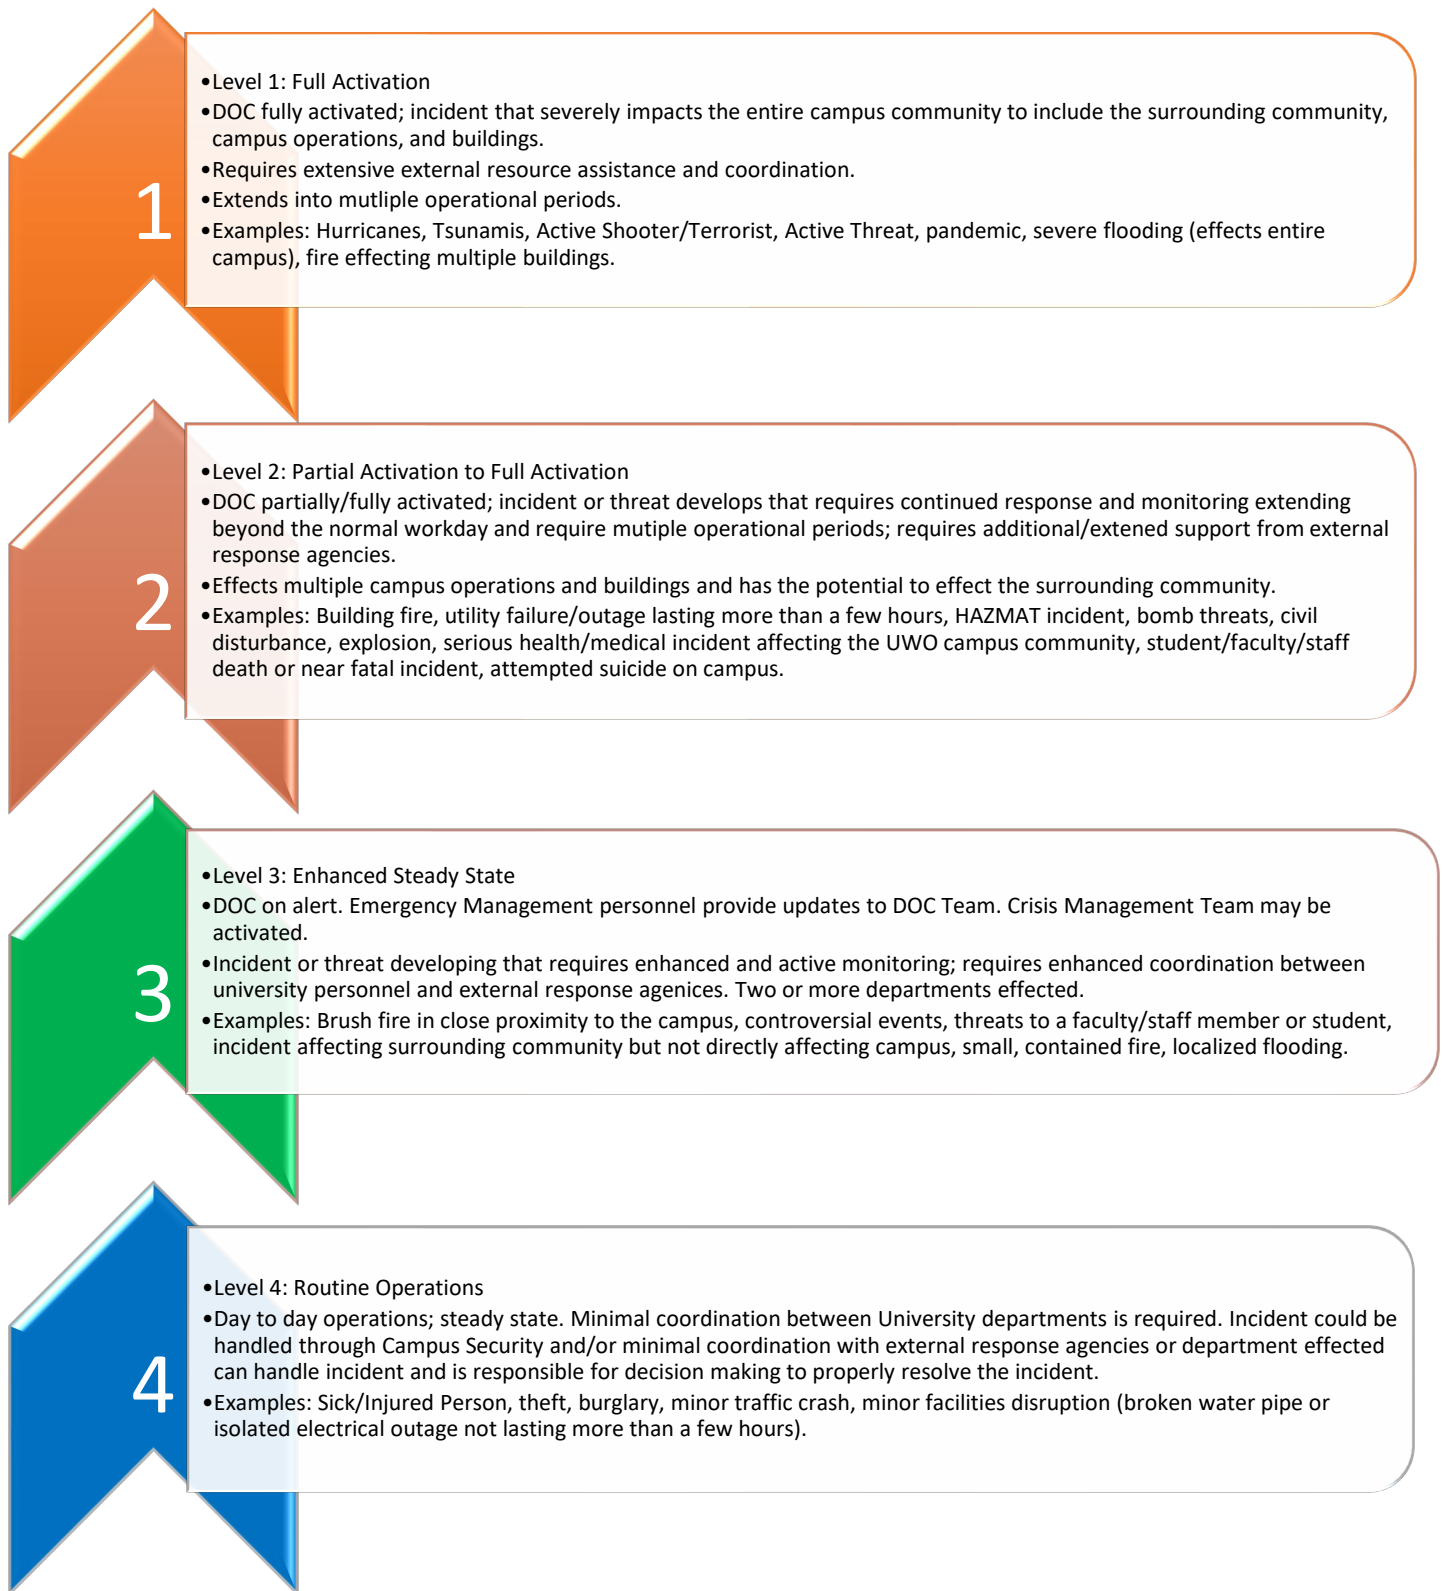 1
•Level 1: Full Activation
•DOC fully activated; incident that severely impacts the entire campus community to include the surrounding community,
campus operations, and buildings.
•Requires extensive external resource assistance and coordination.
•Extends into mutliple operational periods.
•Examples: Hurricanes, Tsunamis, Active Shooter/Terrorist, Active Threat, pandemic, severe flooding (effects entire
campus), fire effecting multiple buildings.
2
•Level 2: Partial Activation to Full Activation
•DOC partially/fully activated; incident or threat develops that requires continued response and monitoring extending
beyond the normal workday and require mutiple operational periods; requires additional/extened support from external
response agencies.
•Effects multiple campus operations and buildings and has the potential to effect the surrounding community.
•Examples: Building fire, utility failure/outage lasting more than a few hours, HAZMAT incident, bomb threats, civil
disturbance, explosion, serious health/medical incident affecting the UWO campus community, student/faculty/staff
death or near fatal incident, attempted suicide on campus.
3
•Level 3: Enhanced Steady State
•DOC on alert. Emergency Management personnel provide updates to DOC Team. Crisis Management Team may be
activated.
•Incident or threat developing that requires enhanced and active monitoring; requires enhanced coordination between
university personnel and external response agenices. Two or more departments effected.
•Examples: Brush fire in close proximity to the campus, controversial events, threats to a faculty/staff member or student,
incident affecting surrounding community but not directly affecting campus, small, contained fire, localized flooding.
4
•Level 4: Routine Operations
•Day to day operations; steady state. Minimal coordination between University departments is required. Incident could be
handled through Campus Security and/or minimal coordination with external response agencies or department effected
can handle incident and is responsible for decision making to properly resolve the incident.
•Examples: Sick/Injured Person, theft, burglary, minor traffic crash, minor facilities disruption (broken water pipe or
isolated electrical outage not lasting more than a few hours).